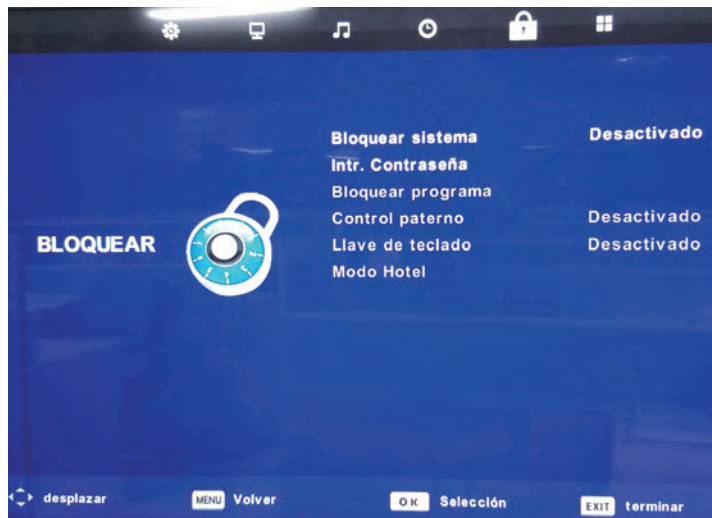 Bloquear sistema Desactivado
Intr. Contraseña
Bloquear programa
Control paterno Desactivado
BLOQUEAR
Llave de teclado Desactivado
Modo Hotel
desplazar MENU Volver OK Selección EXIT terminar